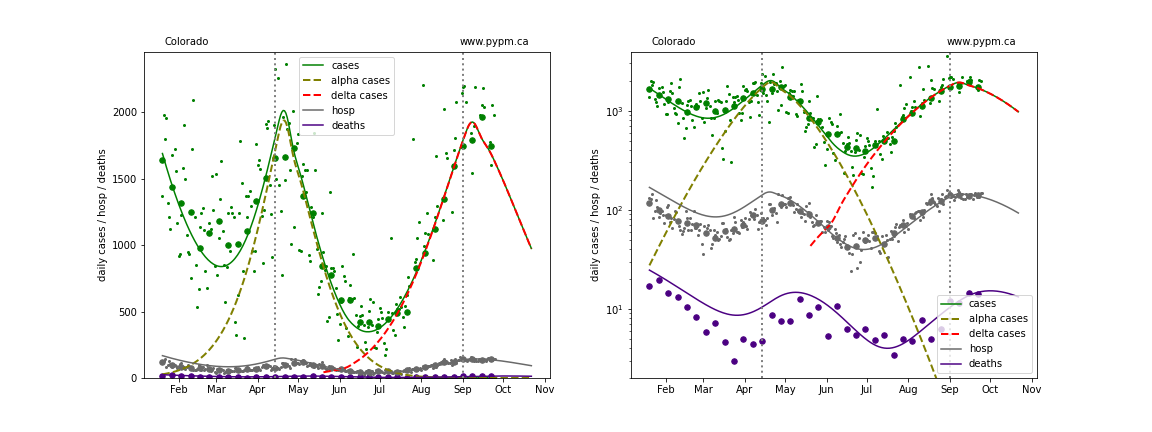 Colorado www.pypm.ca
cases
alpha cases
delta cases
hosp
deaths
daily cases / hosp / deaths
2000
1500
1000
500
0
Feb Mar Apr May Jun Jul Aug Sep Oct Nov
Colorado www.pypm.ca
daily cases / hosp / deaths
10³
10²
10¹
cases
alpha cases
delta cases
hosp
deaths
Feb Mar Apr May Jun Jul Aug Sep Oct Nov